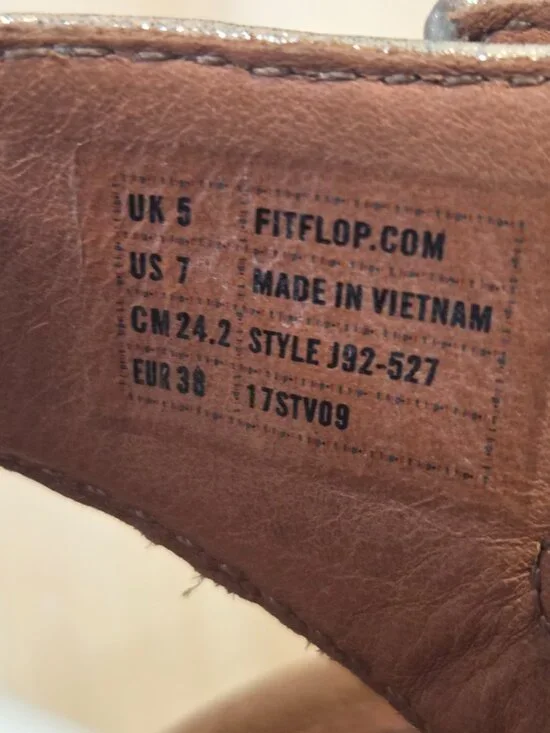 UK 5
US 7
CM 24.2
EUR 38
FITFLOP.COM
MADE IN VIETNAM
STYLE J92-527
17STV09